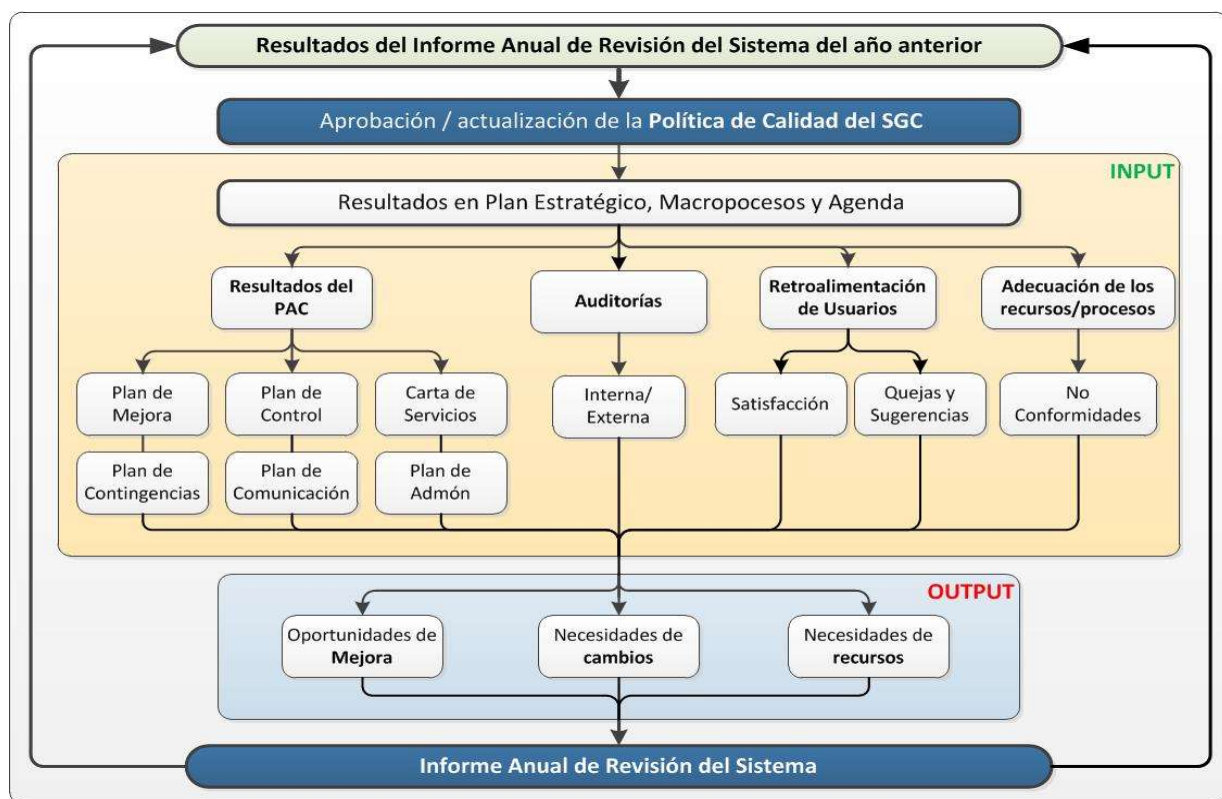 Resultados del Informe Anual de Revisión del Sistema del año anterior
Aprobación / actualización de la Política de Calidad del SGC
INPUT
Resultados en Plan Estratégico, Macropocesos y Agenda
Resultados del
PAC
Auditorías
Retroalimentación
de Usuarios
Adecuación de los
recursos/procesos
Plan de
Mejora
Plan de
Control
Carta de
Servicios
Interna/
Externa
Satisfacción
Quejas y
Sugerencias
No
Conformidades
Plan de
Contingencias
Plan de
Comunicación
Plan de
Admón
OUTPUT
Oportunidades de
Mejora
Necesidades de
cambios
Necesidades de
recursos
Informe Anual de Revisión del Sistema